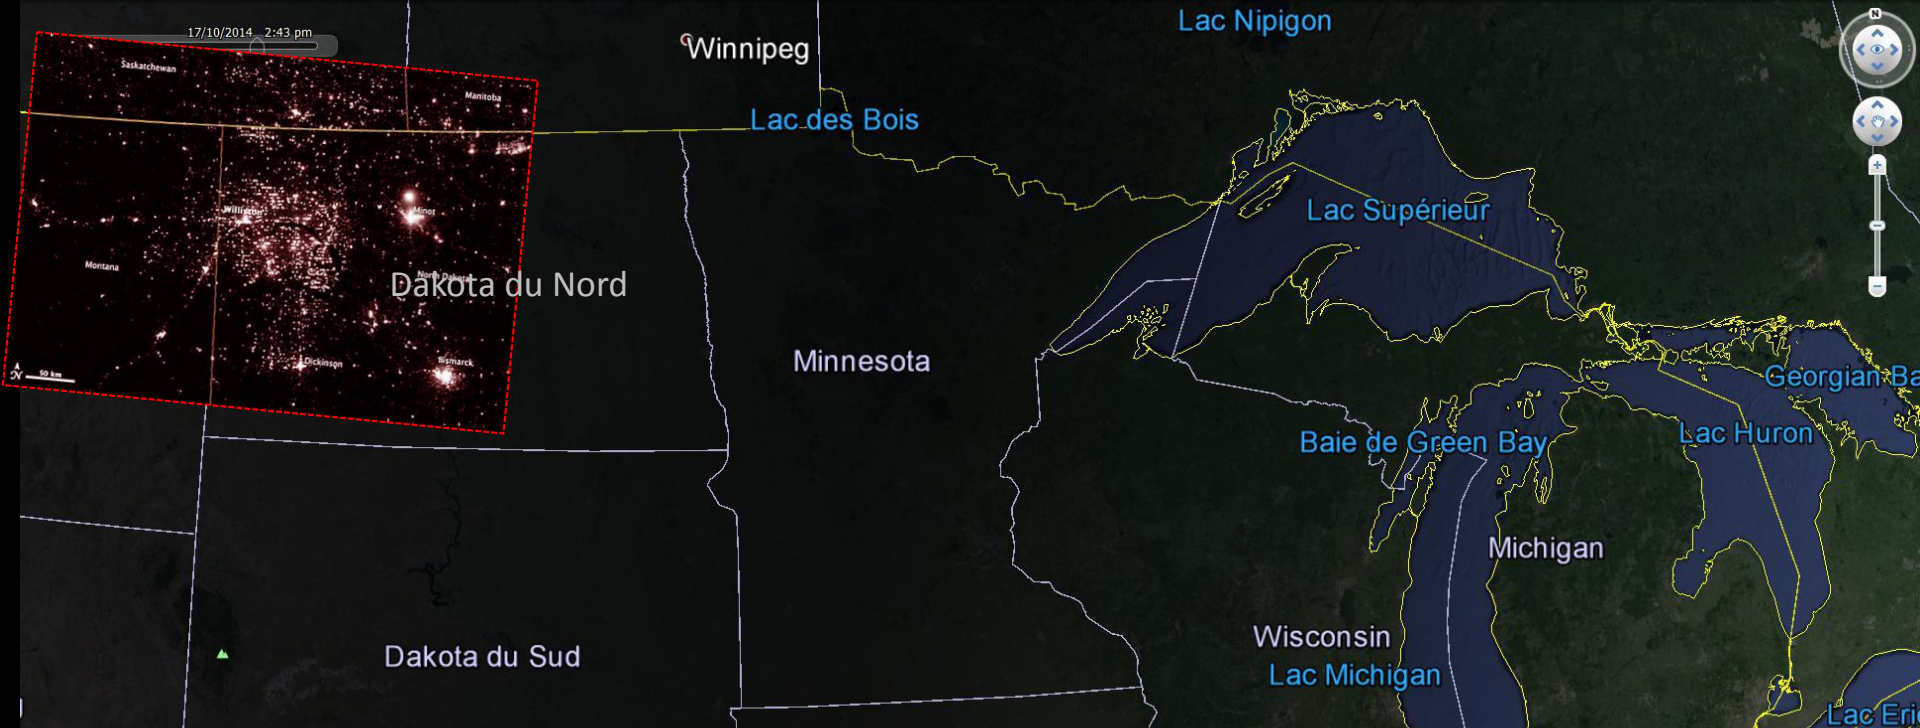 Lac Nipigon
17/10/2014 2:43 pm
Winnipeg
Saskatchewan
Manitoba
Lac des Bois
Williston
Minot
Lac Supérieur
Montana
North Dakota
Dakota du Nord
Minnesota
Dickinson
Bismarck
N
50 km
Georgian Ba
Lac Huron
Baie de Green Bay
Michigan
Wisconsin
Dakota du Sud
Lac Michigan
Lac Eri
N